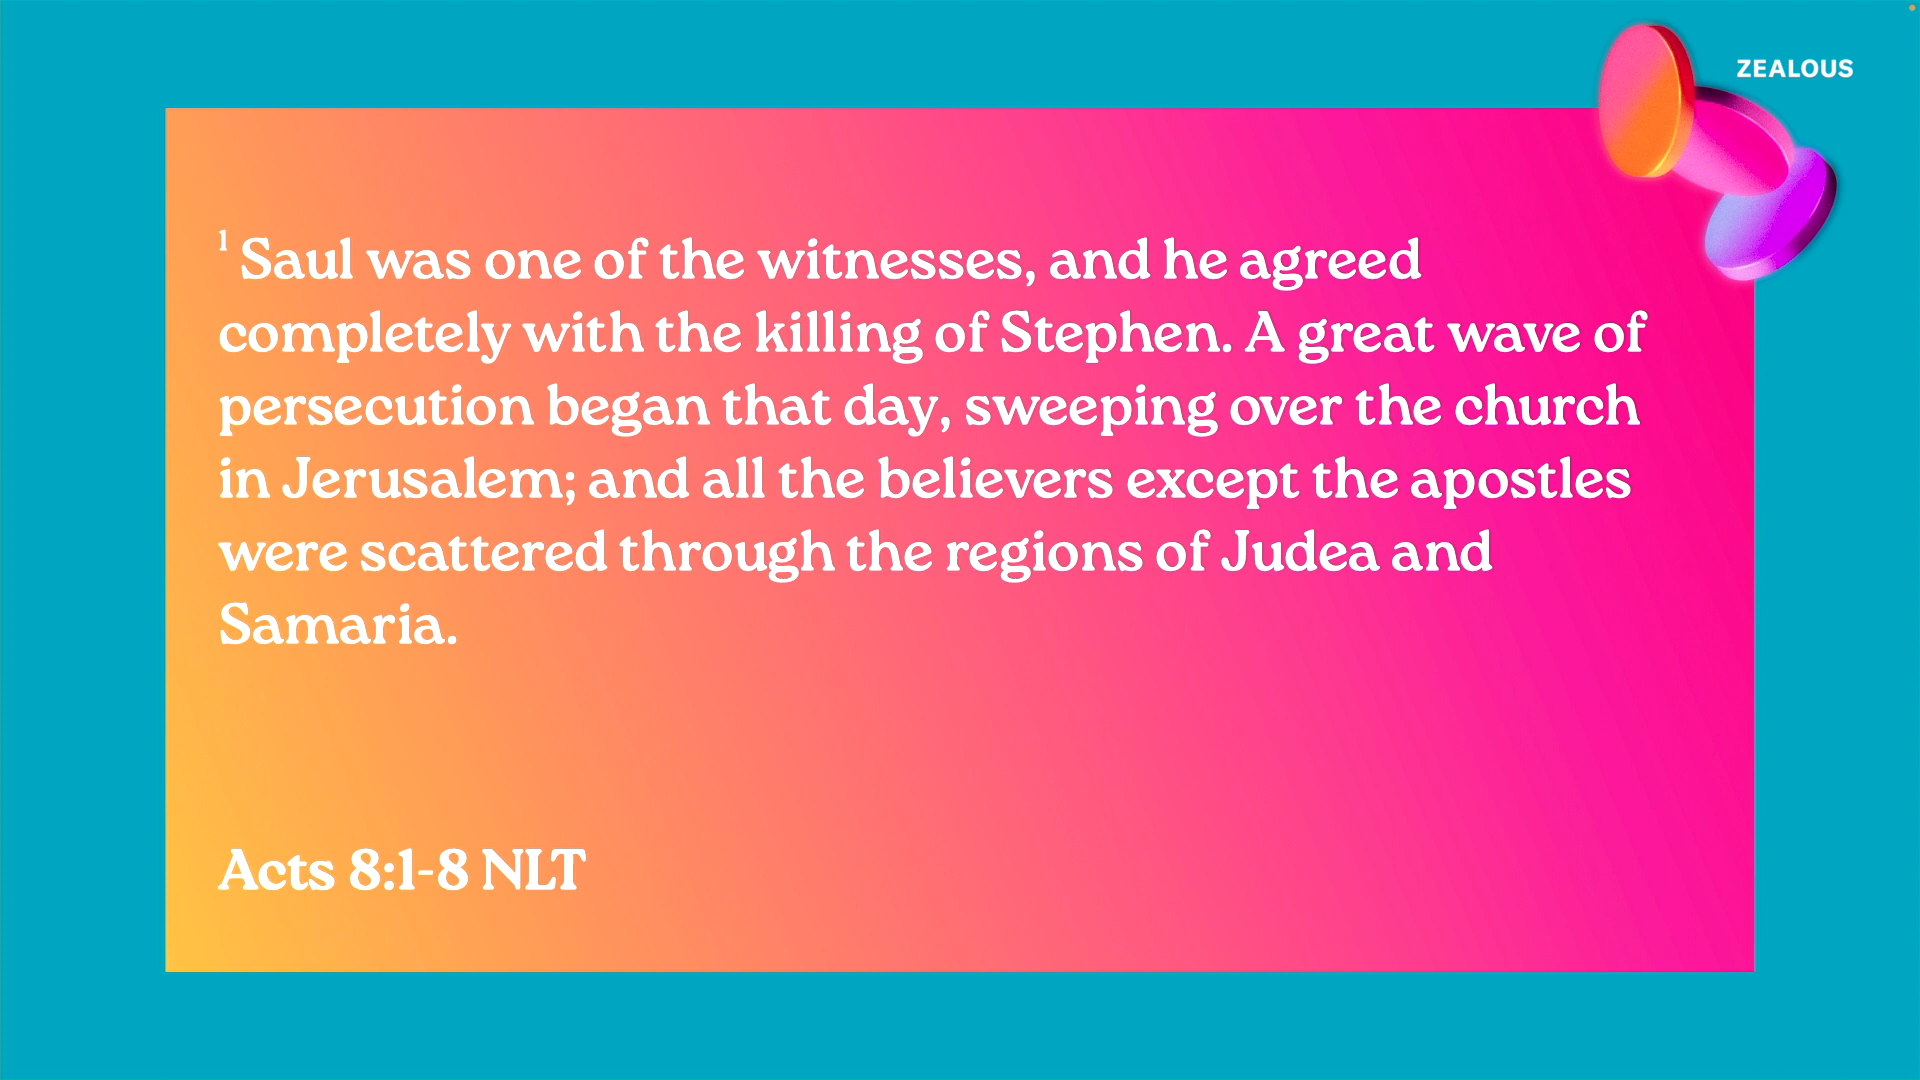 ZEALOUS
1 Saul was one of the witnesses, and he agreed
completely with the killing of Stephen. A great wave of
persecution began that day, sweeping over the church
in Jerusalem; and all the believers except the apostles
were scattered through the regions of Judea and
Samaria.
Acts 8:1-8 NLT